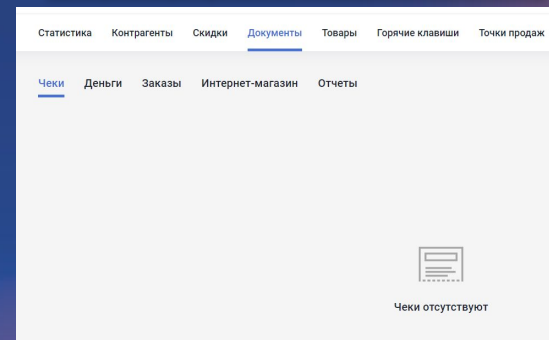 Статистика Контрагенты Скидки Документы Товары Горячие клавиши Точки продаж
Чеки Деньги Заказы Интернет-магазин Отчеты
Чеки отсутствуют